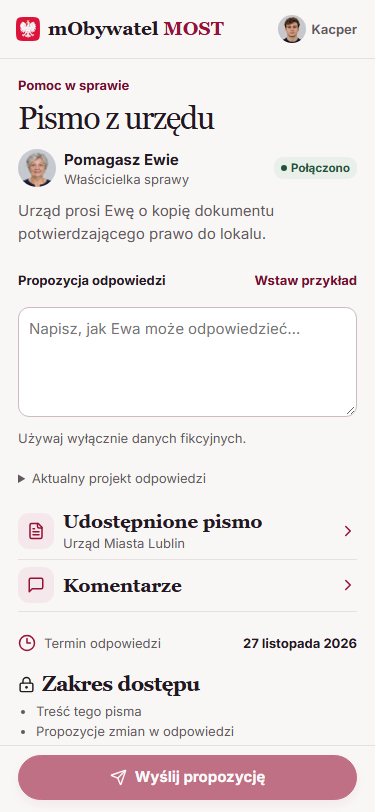 mObywatel MOST
Kacper
Pomoc w sprawie
Pismo z urzędu
Pomagasz Ewie
Właścicielka sprawy
Połączono
Urząd prosi Ewę o kopię dokumentu
potwierdzającego prawo do lokalu.
Propozycja odpowiedzi
Wstaw przykład
Napisz, jak Ewa może odpowiedzieć...
Używaj wyłącznie danych fikcyjnych.
Aktualny projekt odpowiedzi
Udostępnione pismo
Urząd Miasta Lublin
Komentarze
Termin odpowiedzi
27 listopada 2026
Zakres dostępu
• Treść tego pisma
• Propozycje zmian w odpowiedzi
Wyślij propozycję